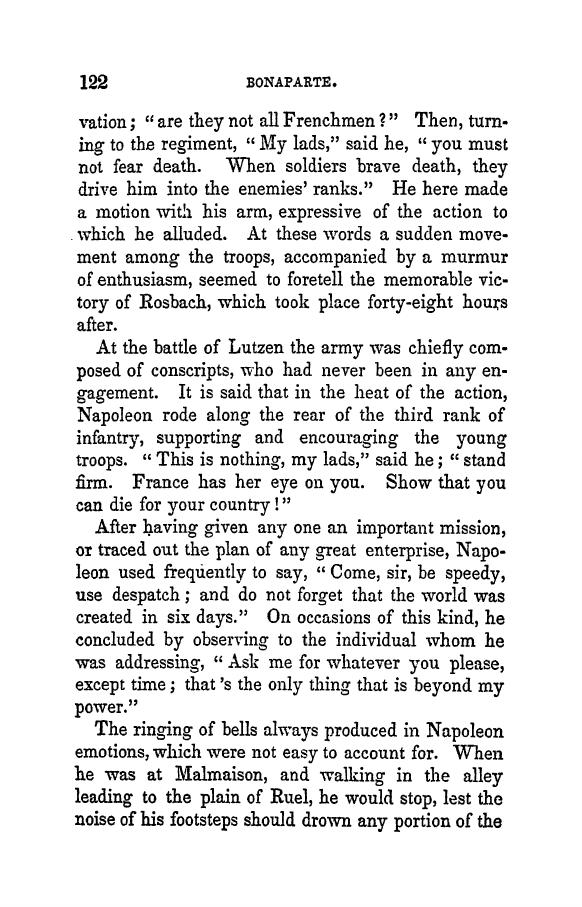 122 BONAPARTE.
vation; "are they not all Frenchmen?" Then, turn-
ing to the regiment, "My lads," said he, "you must
not fear death. When soldiers brave death, they
drive him into the enemies' ranks." He here made
a motion with his arm, expressive of the action to
which he alluded. At these words a sudden move-
ment among the troops, accompanied by a murmur
of enthusiasm, seemed to foretell the memorable vic-
tory of Rosbach, which took place forty-eight hours
after.
At the battle of Lutzen the army was chiefly com-
posed of conscripts, who had never been in any en-
gagement. It is said that in the heat of the action,
Napoleon rode along the rear of the third rank of
infantry, supporting and encouraging the young
troops. "This is nothing, my lads," said he; "stand
firm. France has her eye on you. Show that you
can die for your country!"
After having given any one an important mission,
or traced out the plan of any great enterprise, Napo-
leon used frequently to say, "Come, sir, be speedy,
use despatch; and do not forget that the world was
created in six days." On occasions of this kind, he
concluded by observing to the individual whom he
was addressing, "Ask me for whatever you please,
except time; that's the only thing that is beyond my
power."
The ringing of bells always produced in Napoleon
emotions, which were not easy to account for. When
he was at Malmaison, and walking in the alley
leading to the plain of Ruel, he would stop, lest the
noise of his footsteps should drown any portion of the